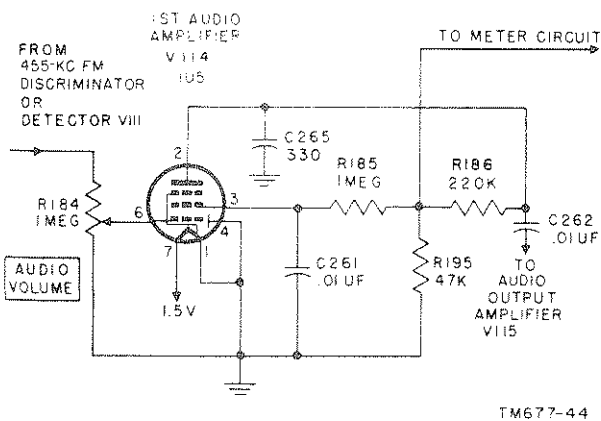 1ST AUDIO
AMPLIFIER
V114
1U5
TO METER CIRCUIT
FROM
455-KC FM
DISCRIMINATOR
OR
DETECTOR V111
C265
330
2
R184
1MEG
6
3
4
7
1
R185
1MEG
R186
220K
C262
.01UF
C261
.01UF
R195
47K
TO
AUDIO
OUTPUT
AMPLIFIER
V115
AUDIO
VOLUME
1.5V
TM677-44